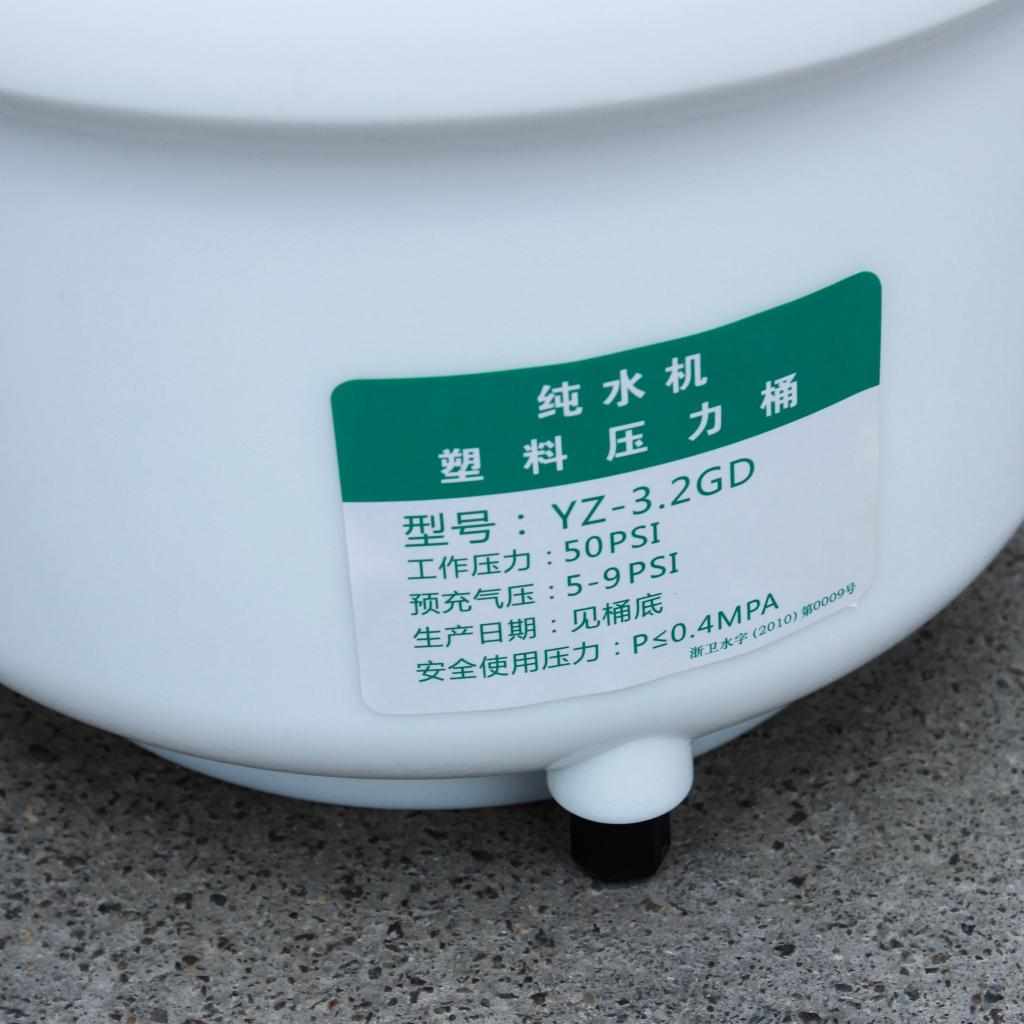 纯水机
塑料压力桶
型号：YZ-3.2GD
工作压力：50PSI
预充气压：5-9PSI
生产日期：见桶底
安全使用压力：P≤0.4MPA
浙卫水字(2010)第0009号